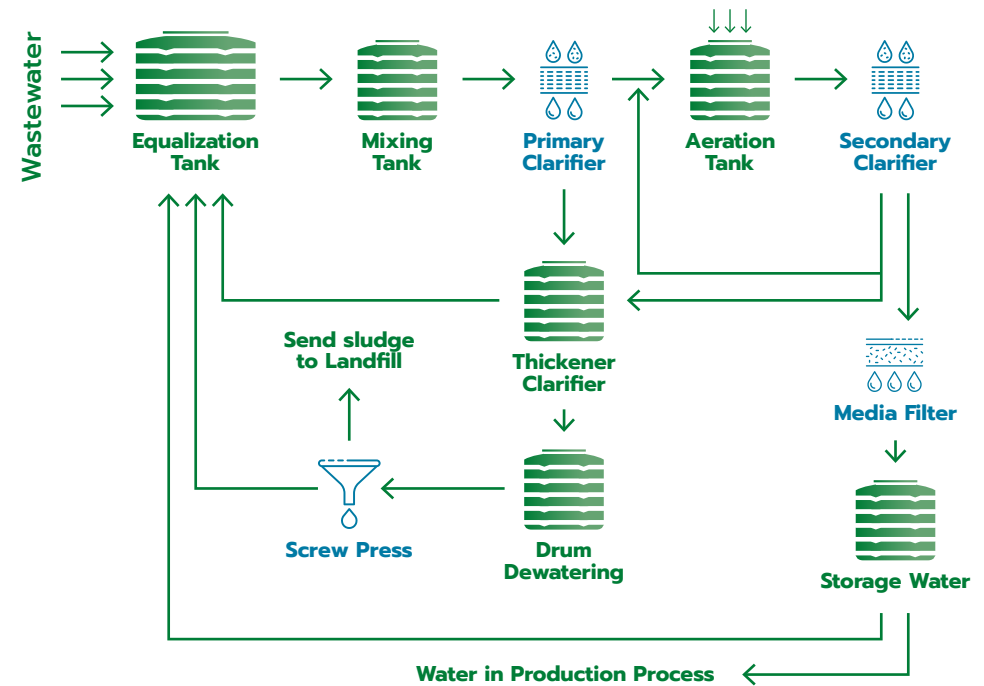 Wastewater
Equalization
Tank
Mixing
Tank
Primary
Clarifier
Aeration
Tank
Secondary
Clarifier
Send sludge
to Landfill
Thickener
Clarifier
Media Filter
Screw Press
Drum
Dewatering
Storage Water
Water in Production Process